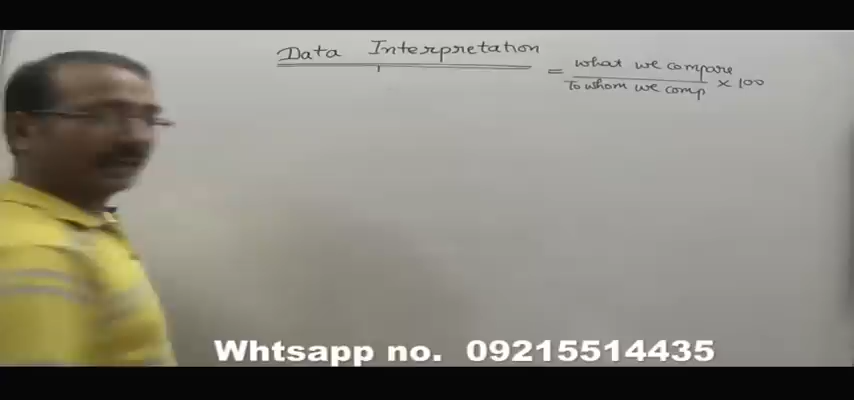 Data Interpretation
= what we compare
To whom we comp × 100
Whtsapp no. 09215514435